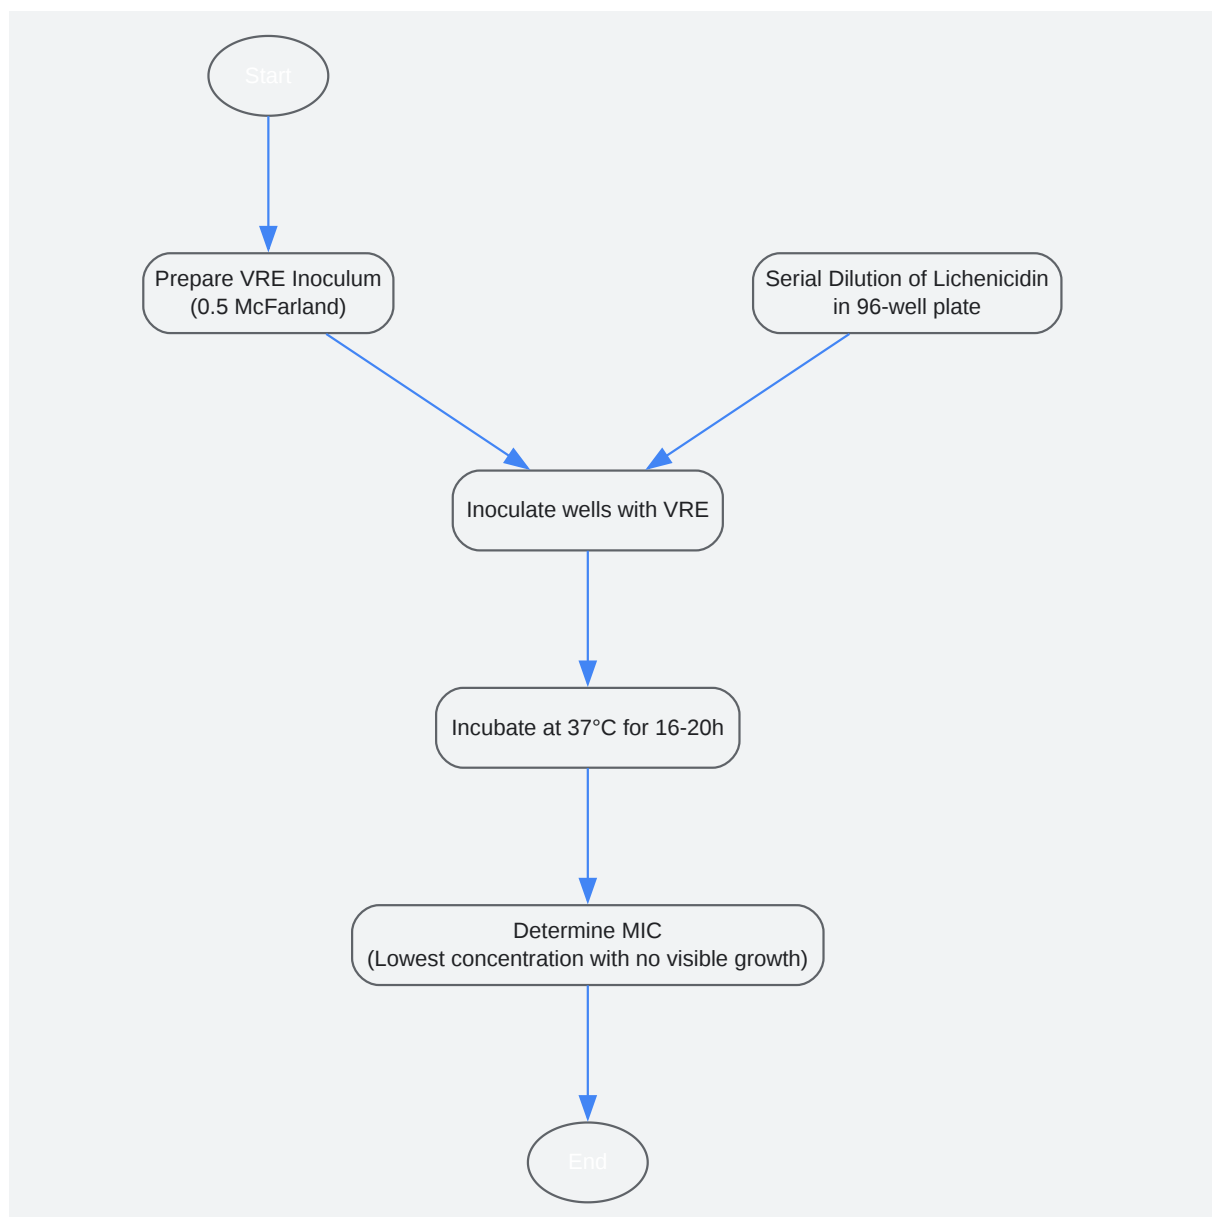 Start
Prepare VRE Inoculum
(0.5 McFarland)
Serial Dilution of Lichenicidin
in 96-well plate
Inoculate wells with VRE
Incubate at 37°C for 16-20h
Determine MIC
(Lowest concentration with no visible growth)
End